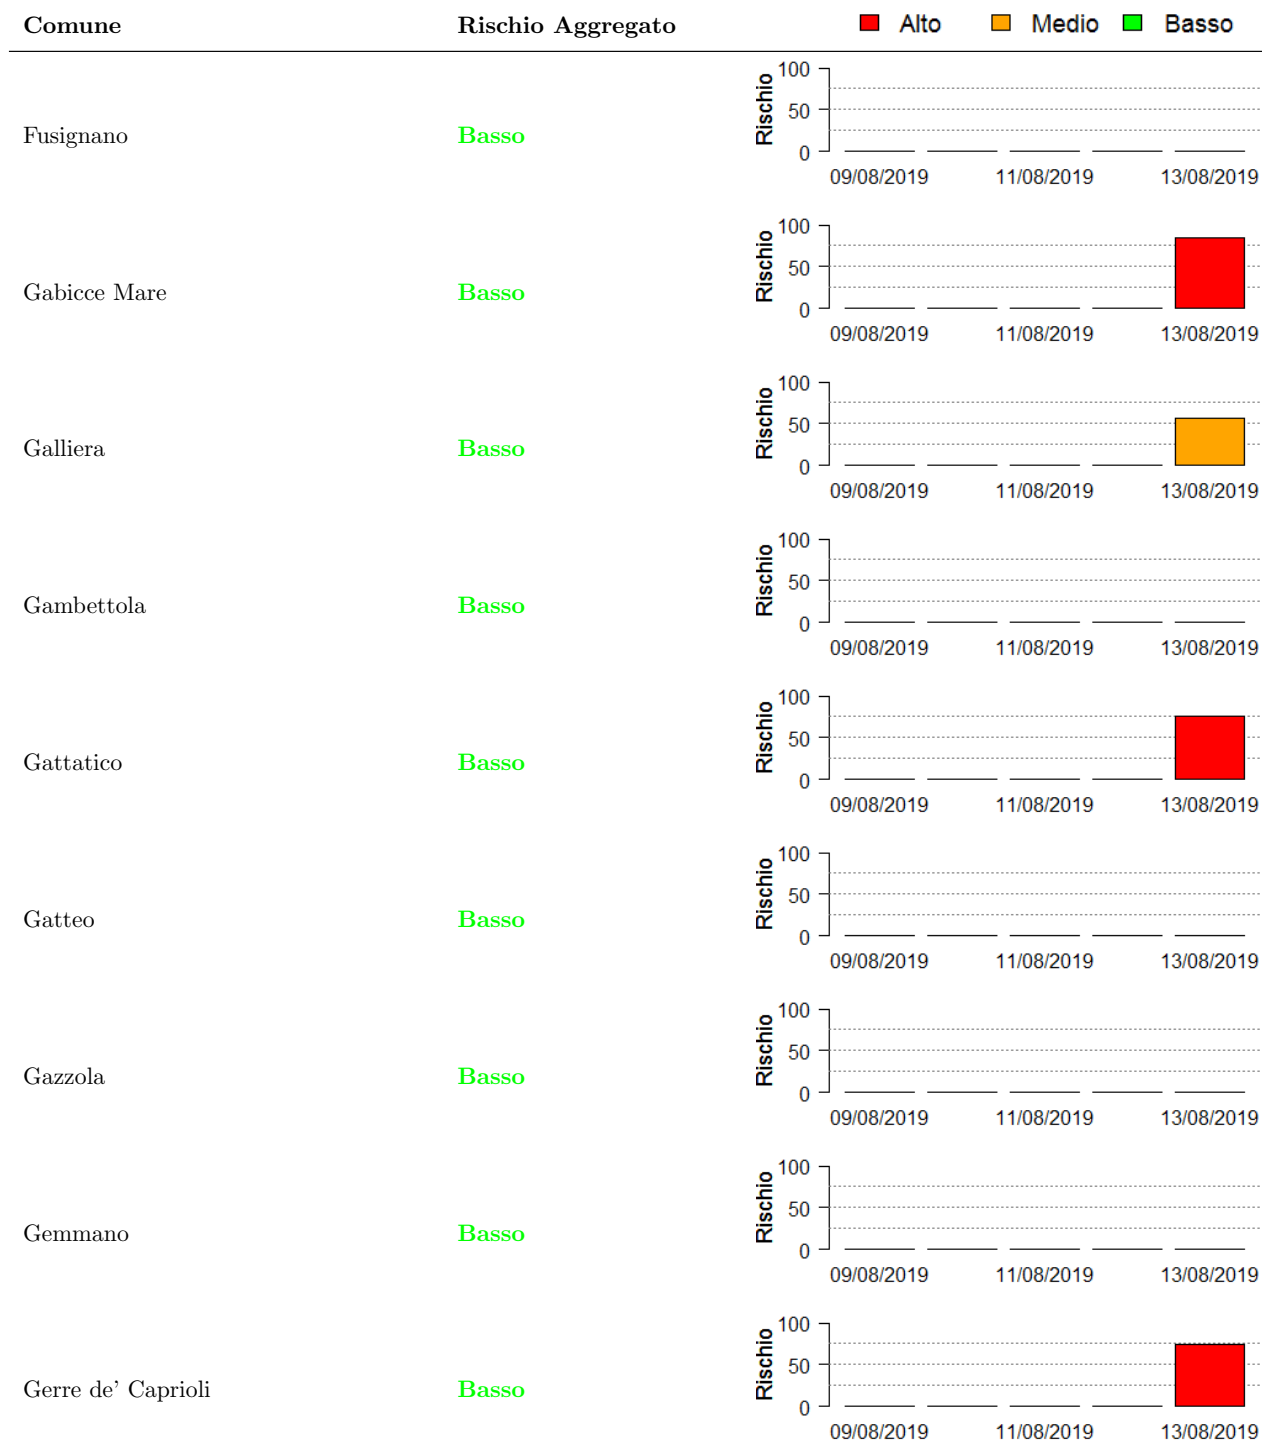 Comune Rischio Aggregato Alto Medio Basso
100
50
0
Rischio
Fusignano Basso
09/08/2019 11/08/2019 13/08/2019
100
50
0
Rischio
Gabicce Mare Basso
09/08/2019 11/08/2019 13/08/2019
100
50
0
Rischio
Galliera Basso
09/08/2019 11/08/2019 13/08/2019
100
50
0
Rischio
Gambettola Basso
09/08/2019 11/08/2019 13/08/2019
100
50
0
Rischio
Gattatico Basso
09/08/2019 11/08/2019 13/08/2019
100
50
0
Rischio
Gatteo Basso
09/08/2019 11/08/2019 13/08/2019
100
50
0
Rischio
Gazzola Basso
09/08/2019 11/08/2019 13/08/2019
100
50
0
Rischio
Gemmano Basso
09/08/2019 11/08/2019 13/08/2019
100
50
0
Rischio
Gerre de' Caprioli Basso
09/08/2019 11/08/2019 13/08/2019